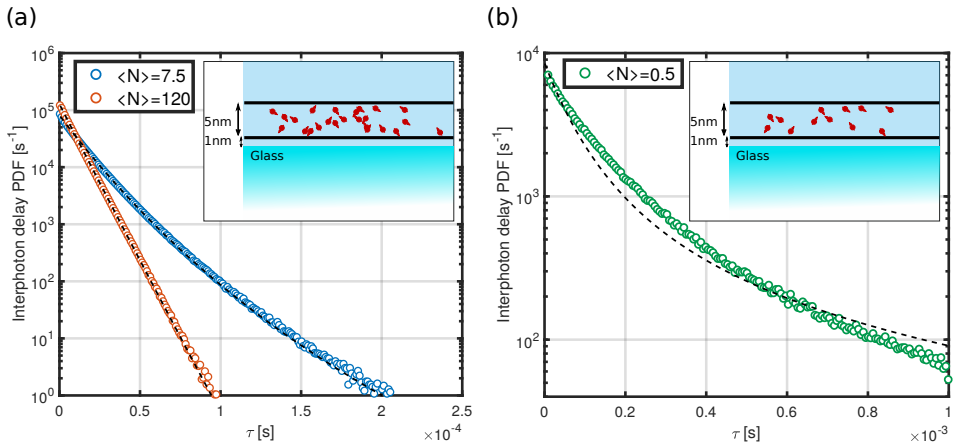 (a)
Interphoton delay PDF [s⁻¹]
10⁶
10⁵
10⁴
10³
10²
10¹
10⁰
⟨N⟩=7.5
⟨N⟩=120
5nm
1nm
Glass
0 0.5 1 1.5 2 2.5
τ [s]
×10⁻⁴
(b)
Interphoton delay PDF [s⁻¹]
10⁴
10³
10²
⟨N⟩=0.5
5nm
1nm
Glass
0 0.2 0.4 0.6 0.8 1
τ [s]
×10⁻³